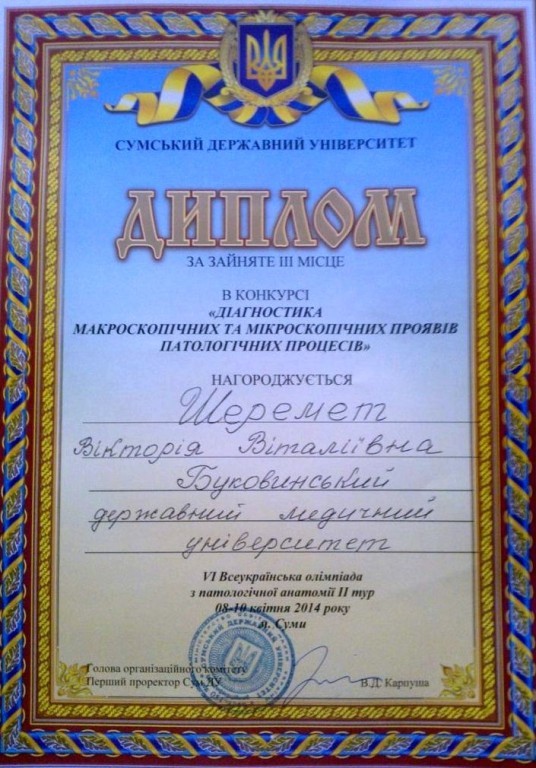 СУМСЬКИЙ ДЕРЖАВНИЙ УНІВЕРСИТЕТ
ДИПЛОМ
ЗА ЗАЙНЯТЕ ІІІ МІСЦЕ
В КОНКУРСІ
«ДІАГНОСТИКА
МАКРОСКОПІЧНИХ ТА МІКРОСКОПІЧНИХ ПРОЯВІВ
ПАТОЛОГІЧНИХ ПРОЦЕСІВ»
НАГОРОДЖУЄТЬСЯ
Шеремет
Вікторія Віталіївна
Буковинський
державний медичний
університет
VI Всеукраїнська олімпіада
з патологічної анатомії ІІ тур
08-10 квітня 2014 року
м. Суми
Голова організаційного комітету
Перший проректор СумДУ В.Д. Карпуша